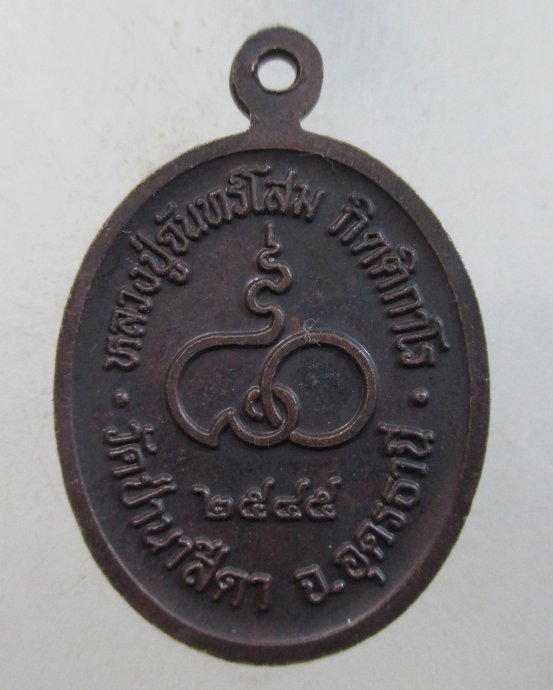 หลวงปู่จันทร์โสม กิตติกาโร
๘๐
๒๕๔๕
• วัดป่านาสีดา จ.อุดรธานี •